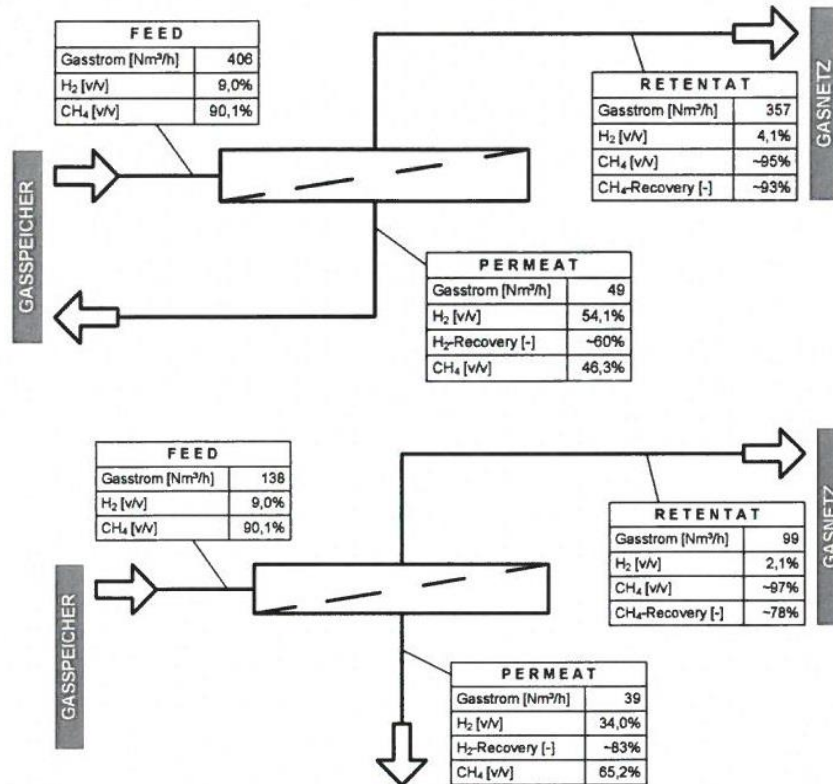 FEED
Gasstrom [Nm³/h] 406
H₂ [v/v] 9,0%
CH₄ [v/v] 90,1%
RETENTAT
Gasstrom [Nm³/h] 357
H₂ [v/v] 4,1%
CH₄ [v/v] ~95%
CH₄-Recovery [-] ~93%
GASNETZ
GASSPEICHER
PERMEAT
Gasstrom [Nm³/h] 49
H₂ [v/v] 54,1%
H₂-Recovery [-] ~60%
CH₄ [v/v] 46,3%
FEED
Gasstrom [Nm³/h] 138
H₂ [v/v] 9,0%
CH₄ [v/v] 90,1%
RETENTAT
Gasstrom [Nm³/h] 99
H₂ [v/v] 2,1%
CH₄ [v/v] ~97%
CH₄-Recovery [-] ~78%
GASNETZ
GASSPEICHER
PERMEAT
Gasstrom [Nm³/h] 39
H₂ [v/v] 34,0%
H₂-Recovery [-] ~83%
CH₄ [v/v] 65,2%